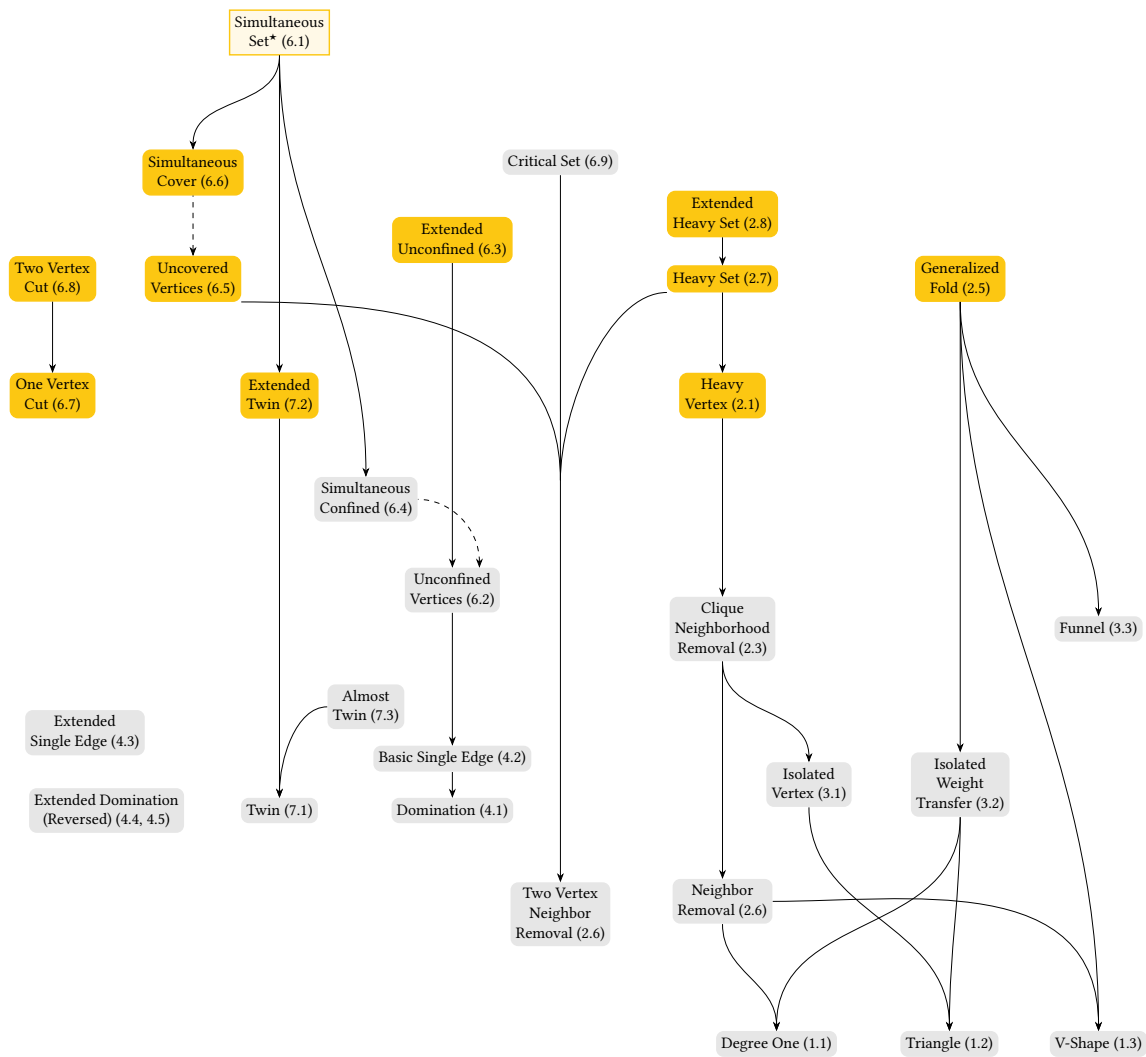 Simultaneous
Set★ (6.1)
Simultaneous
Cover (6.6)
Critical Set (6.9)
Extended
Heavy Set (2.8)
Extended
Unconfined (6.3)
Two Vertex
Cut (6.8)
Uncovered
Vertices (6.5)
Heavy Set (2.7)
Generalized
Fold (2.5)
One Vertex
Cut (6.7)
Extended
Twin (7.2)
Heavy
Vertex (2.1)
Simultaneous
Confined (6.4)
Unconfined
Vertices (6.2)
Clique
Neighborhood
Removal (2.3)
Funnel (3.3)
Almost
Twin (7.3)
Extended
Single Edge (4.3)
Basic Single Edge (4.2)
Isolated
Vertex (3.1)
Isolated
Weight
Transfer (3.2)
Extended Domination
(Reversed) (4.4, 4.5)
Twin (7.1)
Domination (4.1)
Two Vertex
Neighbor
Removal (2.6)
Neighbor
Removal (2.6)
Degree One (1.1)
Triangle (1.2)
V-Shape (1.3)